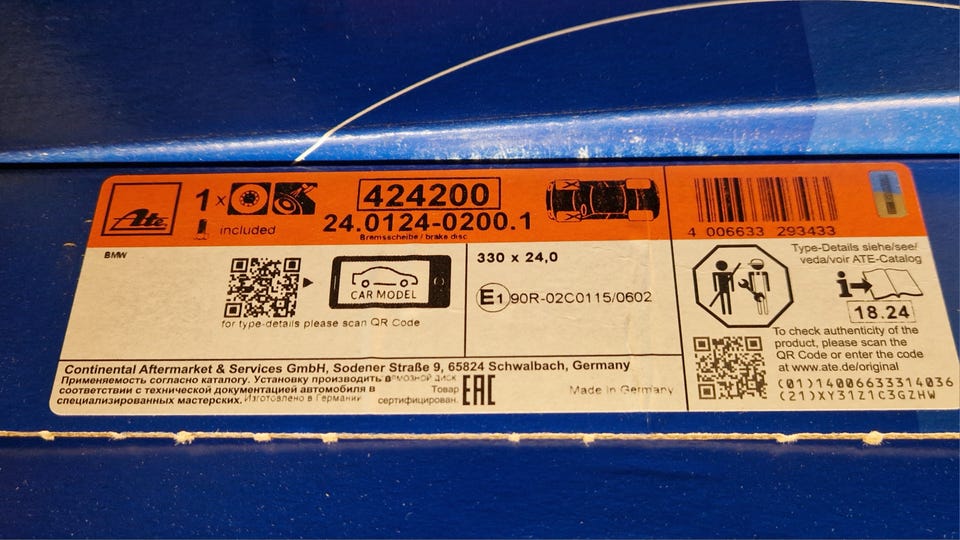 Ate
1 x
included
424200
24.0124-0200.1
Bremsscheibe / brake disc
4 006633 293433
BMW
CAR MODEL
for type-details please scan QR Code
330 x 24,0
E1 90R-02C0115/0602
Type-Details siehe/see/
veda/voir ATE-Catalog
i
18.24
To check authenticity of the
product, please scan the
QR Code or enter the code
at www.ate.de/original
(01)14006633314036
(21)XY31Z1C3GZHW
Continental Aftermarket & Services GmbH, Sodener Straße 9, 65824 Schwalbach, Germany
Применяемость согласно каталогу. Установку производить в
соответствии с технической документацией автомобиля в
специализированных мастерских. Изготовлено в Германии
диск
Товар
сертифицирован.
EAC
Made in Germany